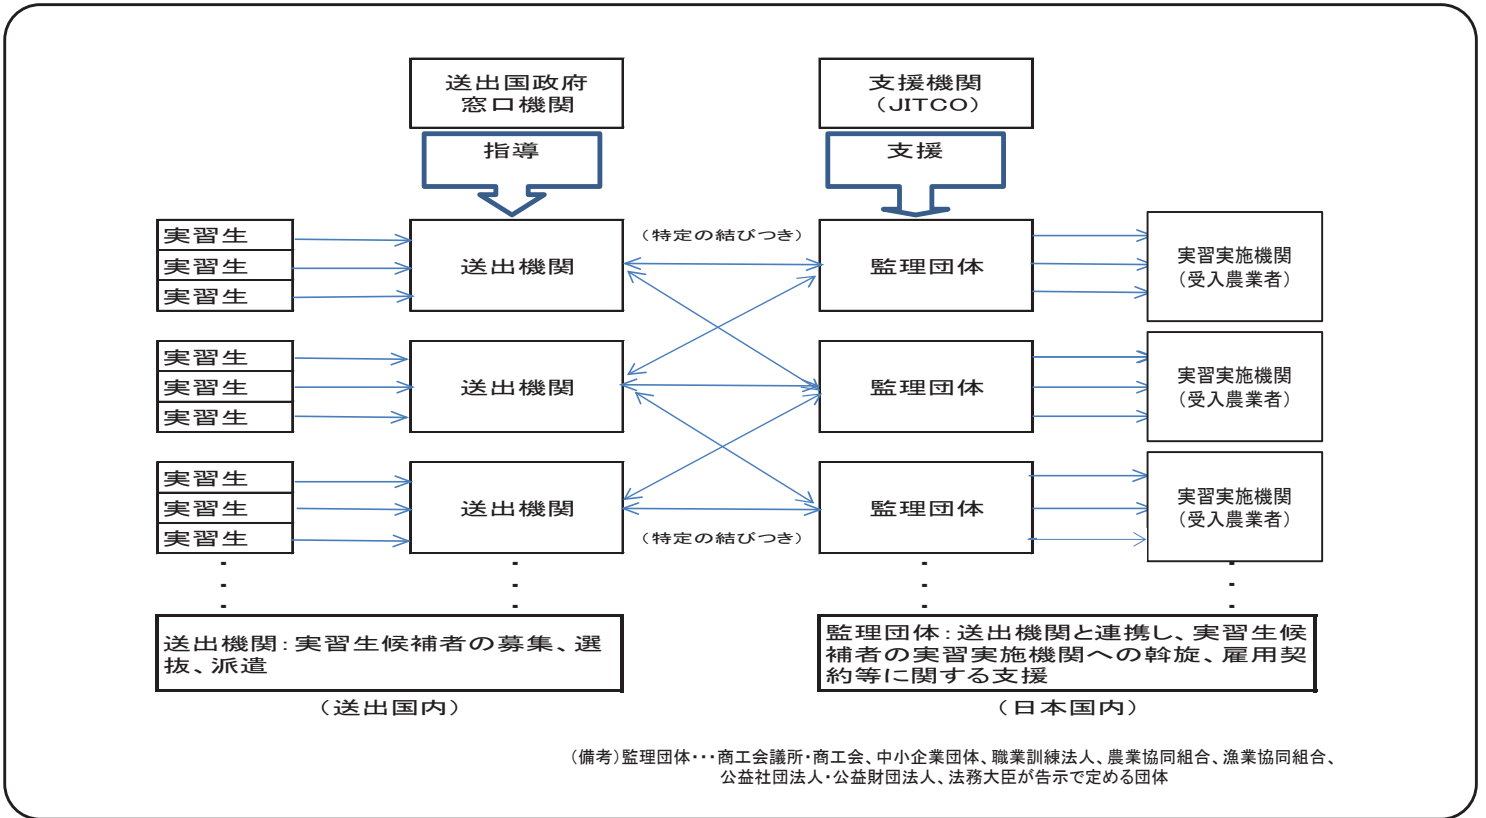 送出国政府
窓口機関
支援機関
（JITCO）
指導
支援
実習生
実習生
実習生
送出機関
（特定の結びつき）
監理団体
実習実施機関
（受入農業者）
実習生
実習生
実習生
送出機関
監理団体
実習実施機関
（受入農業者）
実習生
実習生
実習生
送出機関
（特定の結びつき）
監理団体
実習実施機関
（受入農業者）
送出機関：実習生候補者の募集、選
抜、派遣
監理団体：送出機関と連携し、実習生候
補者の実習実施機関への斡旋、雇用契
約等に関する支援
（送出国内）
（日本国内）
（備考）監理団体・・・商工会議所・商工会、中小企業団体、職業訓練法人、農業協同組合、漁業協同組合、
公益社団法人・公益財団法人、法務大臣が告示で定める団体